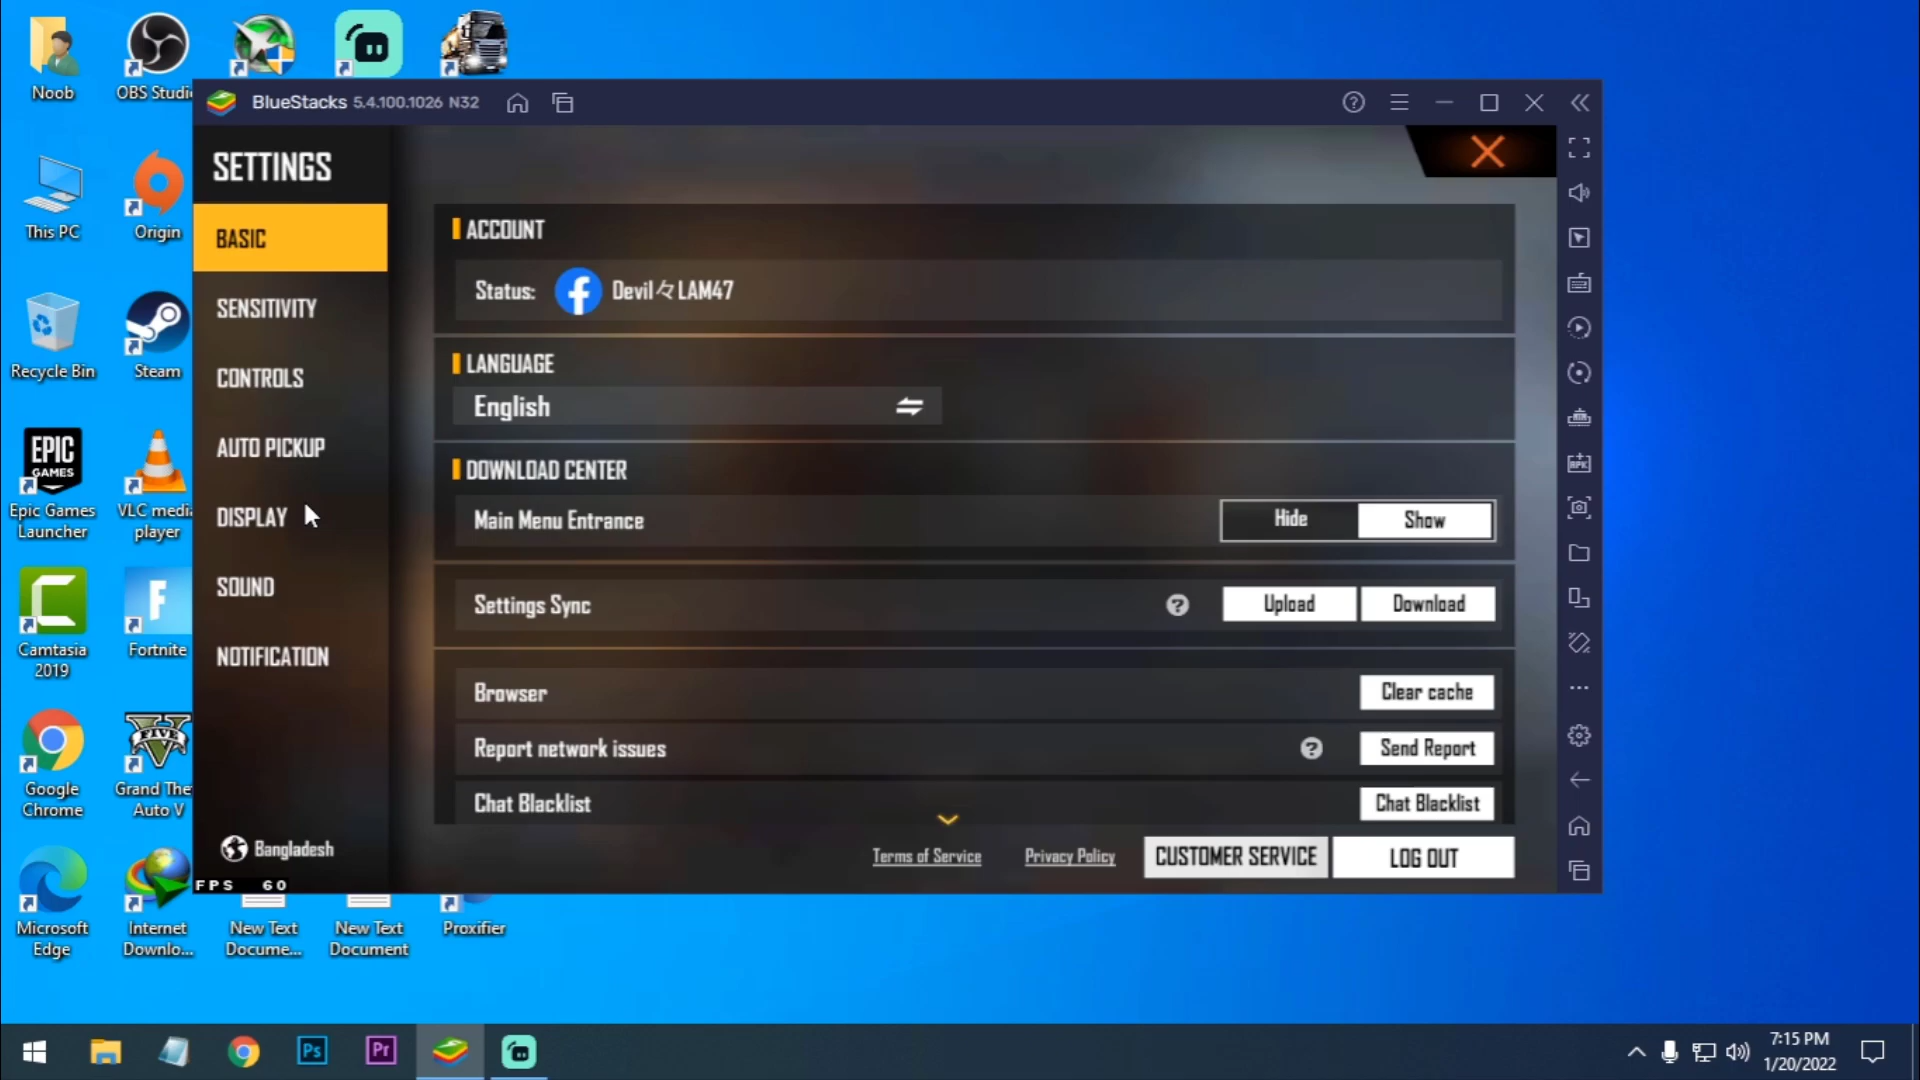 Noob
OBS Studi
BlueStacks 5.4.100.1026 N32
SETTINGS
BASIC
SENSITIVITY
CONTROLS
AUTO PICKUP
DISPLAY
SOUND
NOTIFICATION
Bangladesh
FPS 60
ACCOUNT
Status: Devil々LAM47
LANGUAGE
English
DOWNLOAD CENTER
Main Menu Entrance
Hide
Show
Settings Sync
?
Upload
Download
Browser
Clear cache
Report network issues
?
Send Report
Chat Blacklist
Chat Blacklist
Terms of Service
Privacy Policy
CUSTOMER SERVICE
LOG OUT
This PC
Origin
Recycle Bin
Steam
EPIC
GAMES
Epic Games
Launcher
VLC medi
player
Camtasia
2019
Fortnite
Google
Chrome
V
FIVE
Grand The
Auto V
Microsoft
Edge
Internet
Downlo...
New Text
Docume...
New Text
Document
Proxifier
Ps
Pr
7:15 PM
1/20/2022